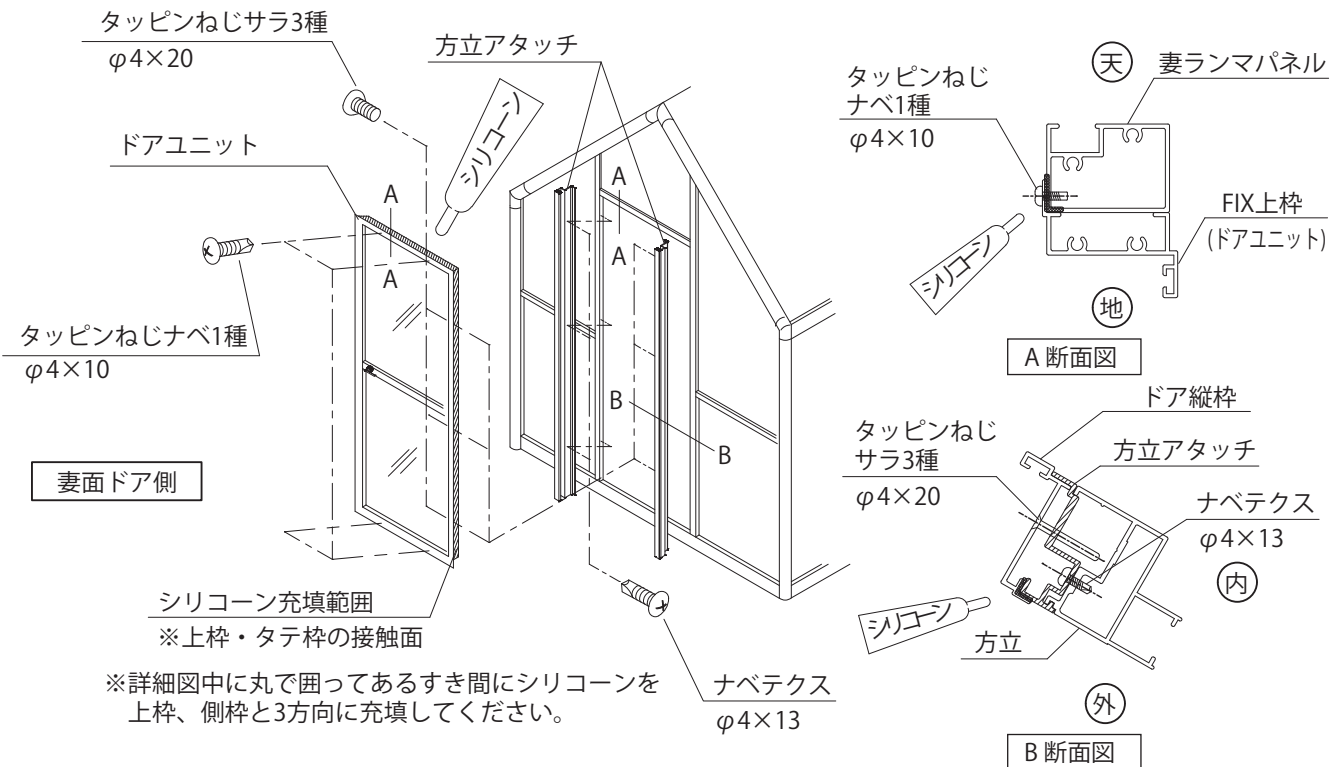 タッピンねじサラ3種
φ4×20
方立アタッチ
シリコーン
ドアユニット
A
A
A
A
A
タッピンねじナベ1種
φ4×10
B
B
妻面ドア側
シリコーン充填範囲
※上枠・タテ枠の接触面
※詳細図中に丸で囲ってあるすき間にシリコーンを
上枠、側枠と3方向に充填してください。
ナベテクス
φ4×13
天
妻ランマパネル
タッピンねじ
ナベ1種
φ4×10
FIX上枠
(ドアユニット)
シリコーン
地
A 断面図
ドア縦枠
タッピンねじ
サラ3種
φ4×20
方立アタッチ
ナベテクス
φ4×13
内
シリコーン
方立
外
B 断面図